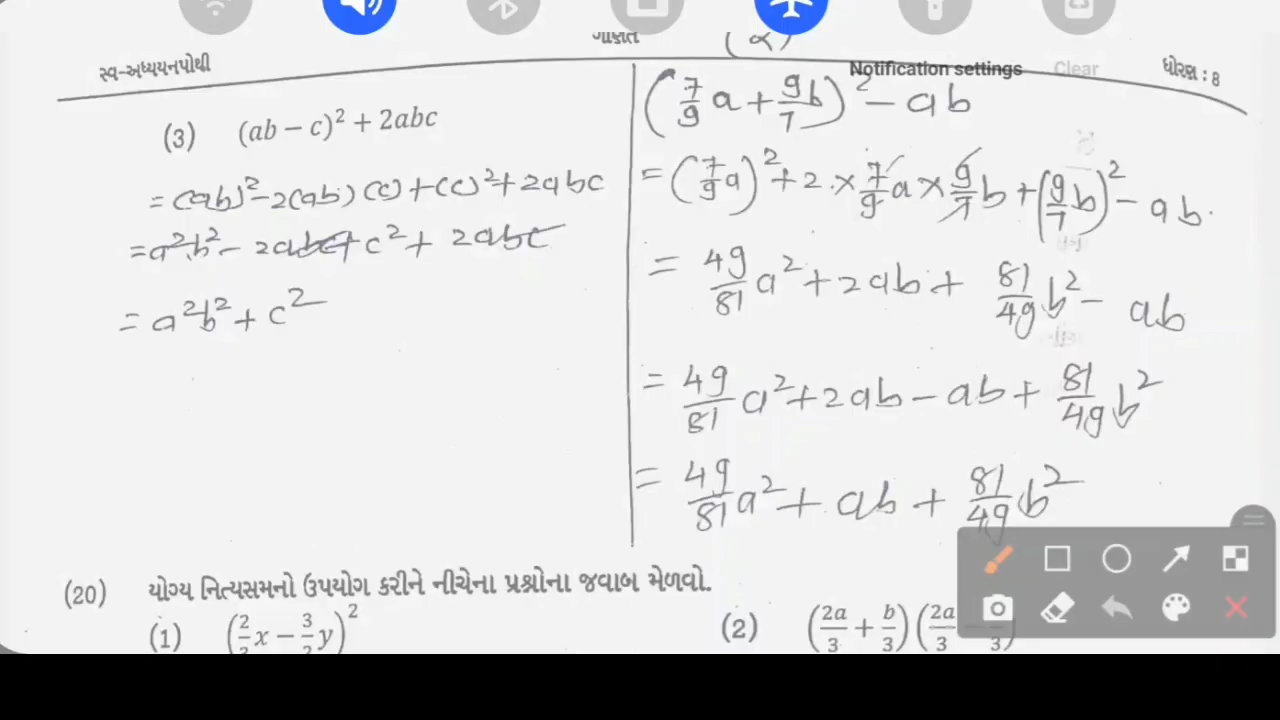 ગણિત
(૨)
સ્વ-અધ્યયનપોથી
Notification settings Clear
ધોરણ : 8
(3) (ab − c)² + 2abc
= (ab)² − 2(ab)(c) + (c)² + 2abc
= a²b² − 2abc + c² + 2abc
= a²b² + c²
(7/9 a + 9/7 b)² − ab
= (7/9 a)² + 2 × 7/9 a × 9/7 b + (9/7 b)² − ab.
= 49/81 a² + 2ab + 81/49 b² − ab
= 49/81 a² + 2ab − ab + 81/49 b²
= 49/81 a² + ab + 81/49 b²
(20) યોગ્ય નિત્યસમનો ઉપયોગ કરીને નીચેના પ્રશ્નોના જવાબ મેળવો.
(1) (2/3 x − 3/2 y)²
(2) (2a/3 + b/3)(2a/3 − b/3)